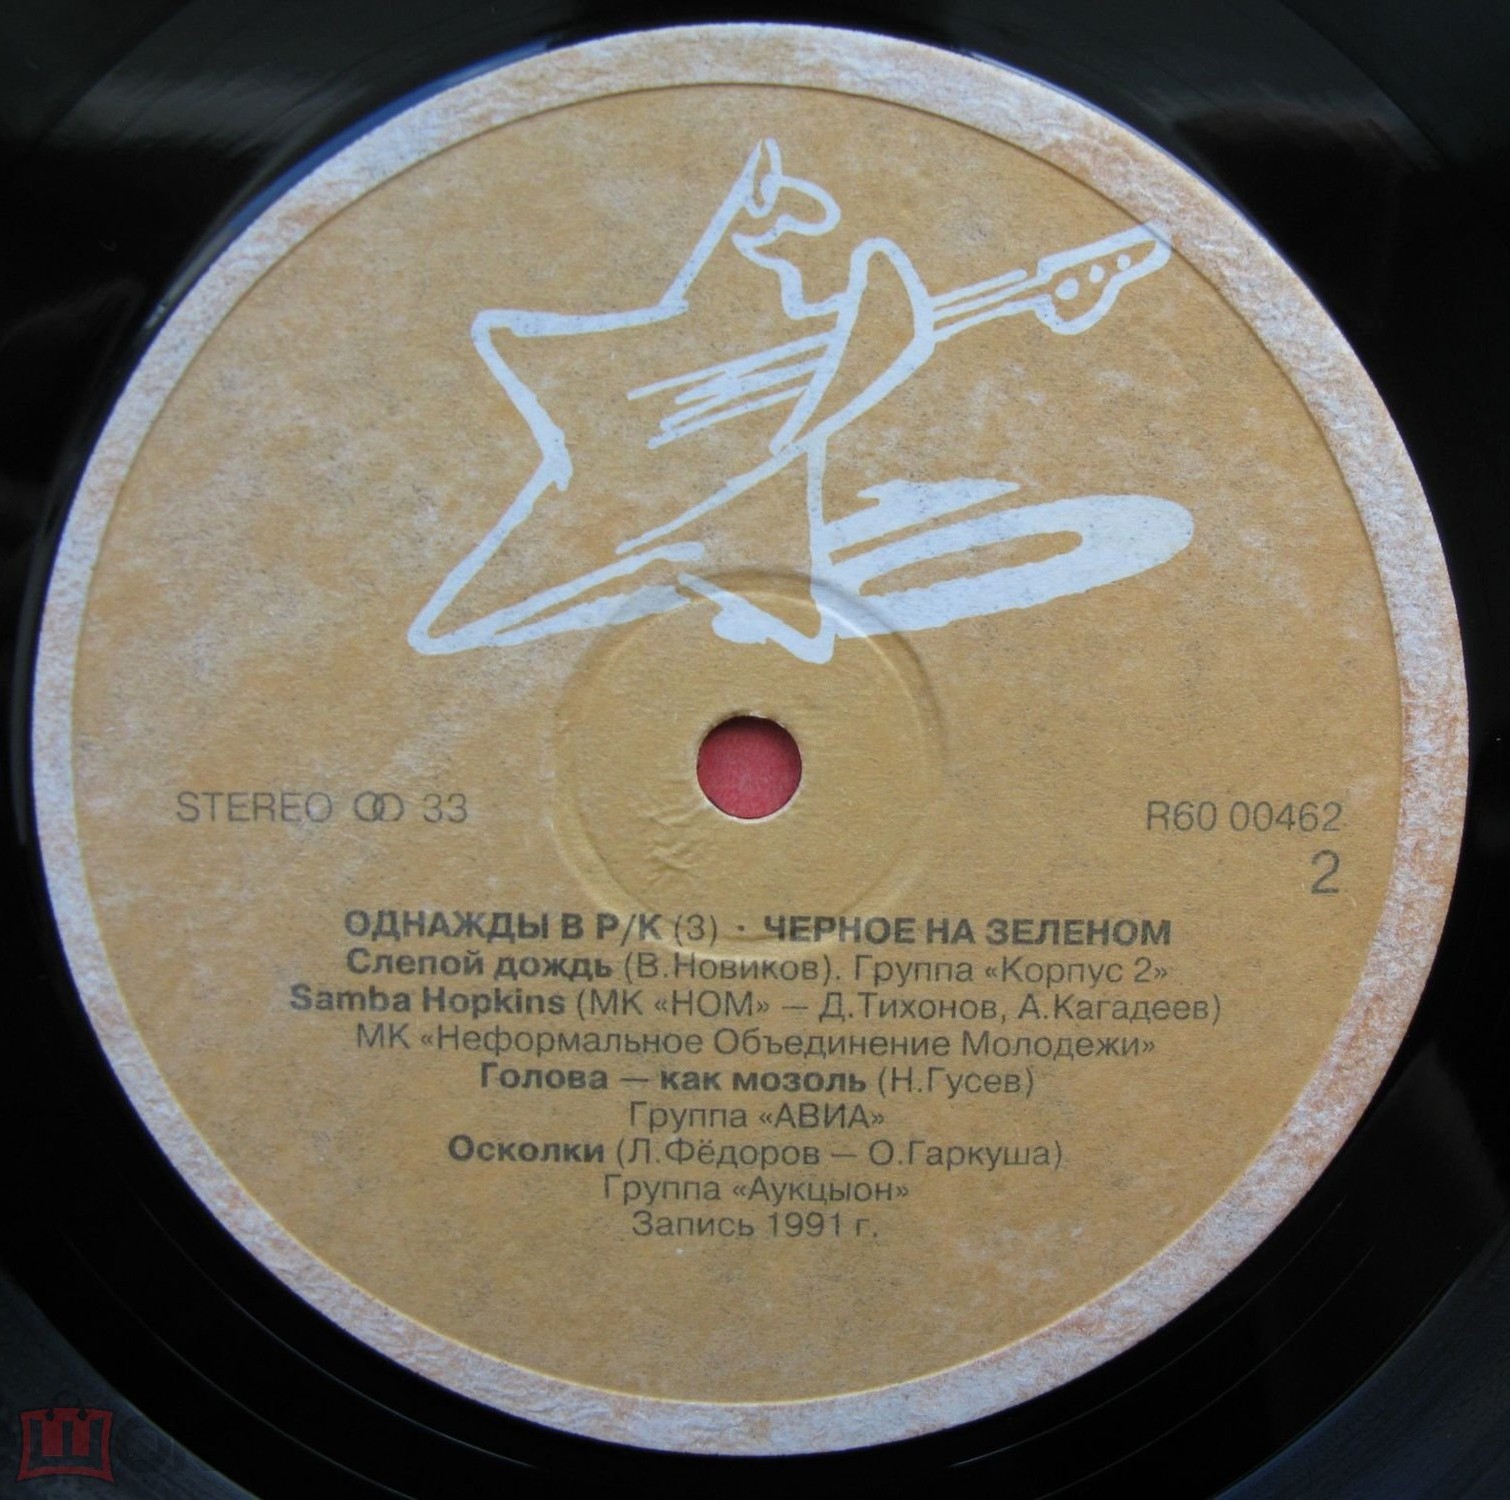 STEREO ꝏ 33
R60 00462
2
ОДНАЖДЫ В Р/К (3) · ЧЕРНОЕ НА ЗЕЛЕНОМ
Слепой дождь (В.Новиков). Группа «Корпус 2»
Samba Hopkins (МК «НОМ» — Д.Тихонов, А.Кагадеев)
МК «Неформальное Объединение Молодежи»
Голова — как мозоль (Н.Гусев)
Группа «АВИА»
Осколки (Л.Фёдоров — О.Гаркуша)
Группа «Аукцыон»
Запись 1991 г.